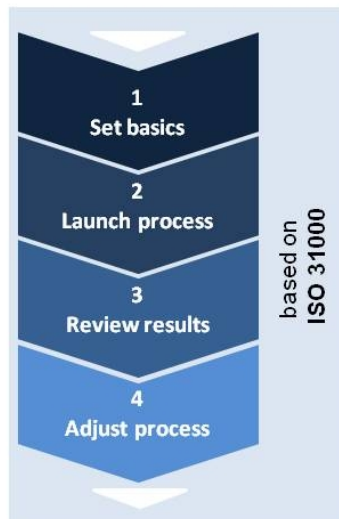 1
Set basics
2
Launch process
3
Review results
4
Adjust process
based on
ISO 31000